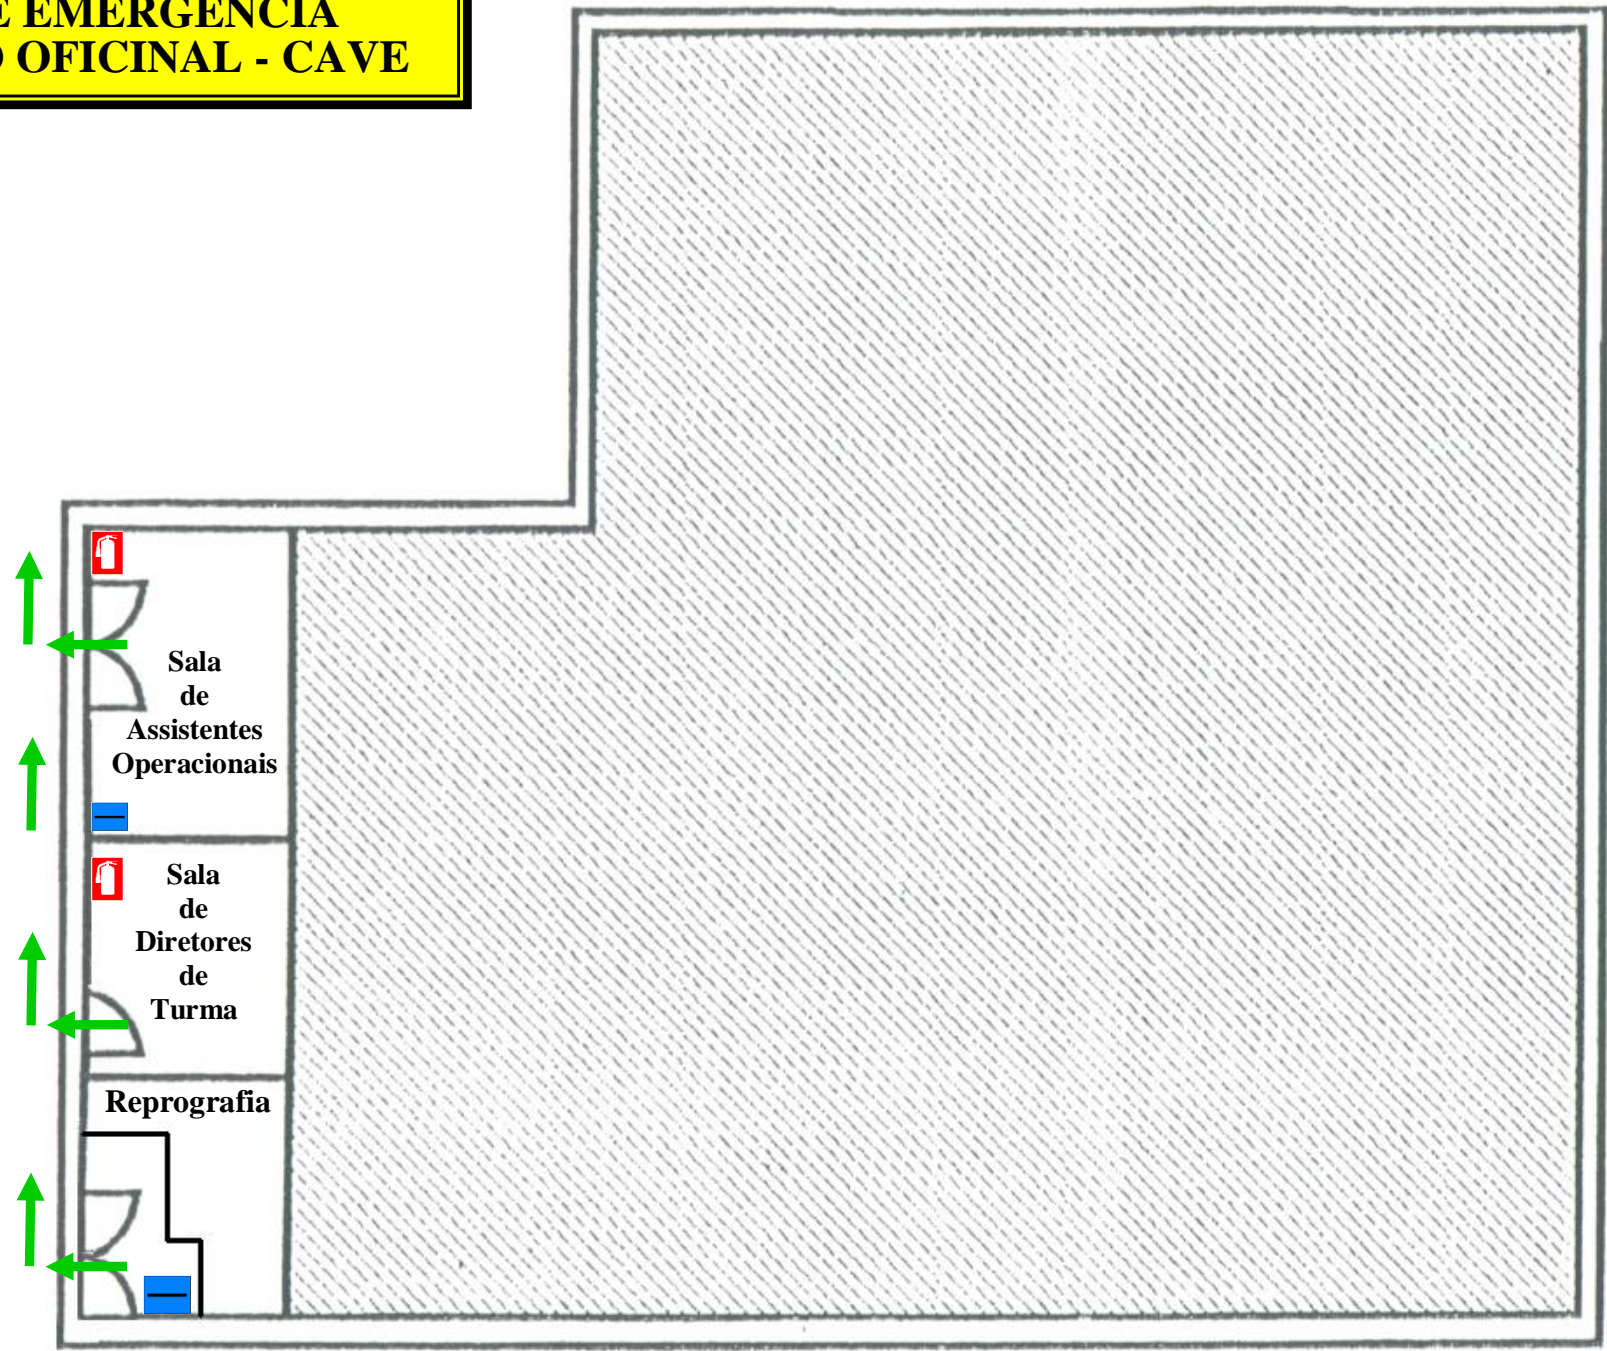 E EMERGÊNCIA
OFICINAL - CAVE
Sala
de
Assistentes
Operacionais
Sala
de
Diretores
de
Turma
Reprografia